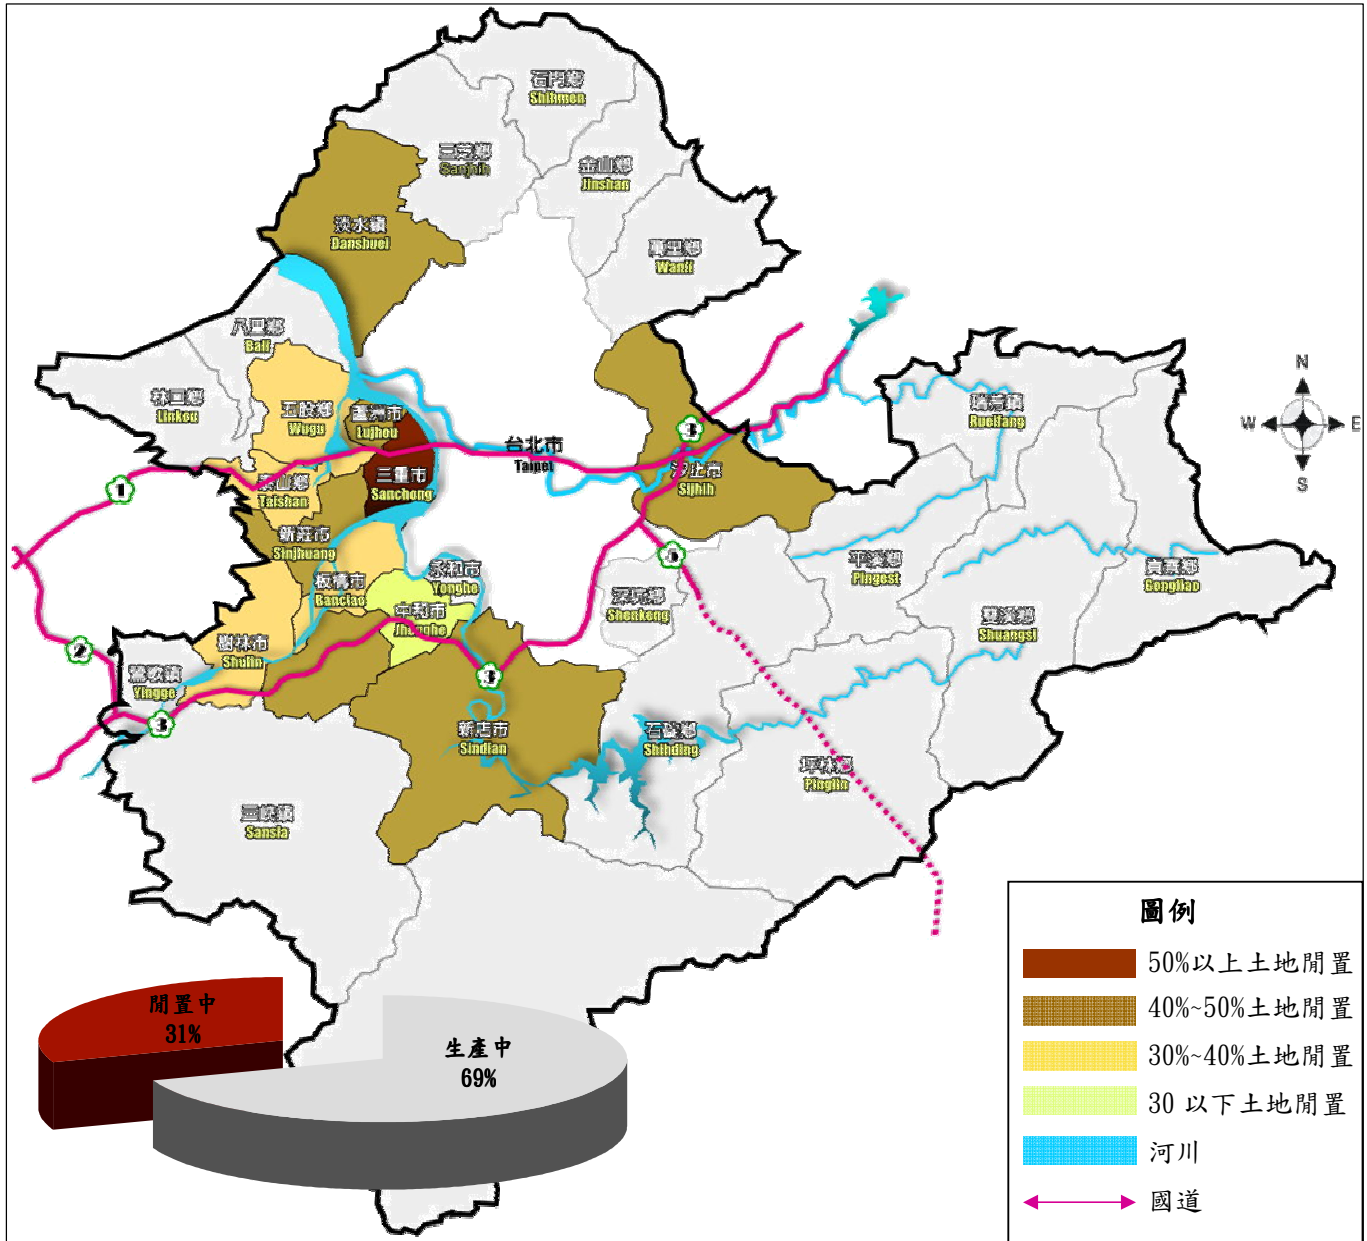 石門鄉
Shihmen
三芝鄉
Sanjhih
金山鄉
Jinshan
淡水鎮
Danshuei
萬里鄉
Wanli
八里鄉
Bali
林口鄉
Linkou
五股鄉
Wugu
蘆洲市
Lujhou
台北市
Taipei
瑞芳鎮
Rueifang
N
W
E
S
3
汐止市
Sijhih
三重市
Sanchong
泰山鄉
Taishan
1
新莊市
Sinjhuang
5
永和市
Yonghe
板橋市
Banciao
平溪鄉
貢寮鄉
Gongliao
深坑鄉
Shenkeng
中和市
Jhonghe
雙溪鄉
Shuangsi
樹林市
Shulin
2
鶯歌鎮
Yingge
3
3
新店市
Sindian
石碇鄉
Shihding
坪林鄉
Pinglin
三峽鎮
Sansia
圖例
50%以上土地閒置
40%~50%土地閒置
30%~40%土地閒置
30 以下土地閒置
河川
國道
閒置中
31%
生產中
69%